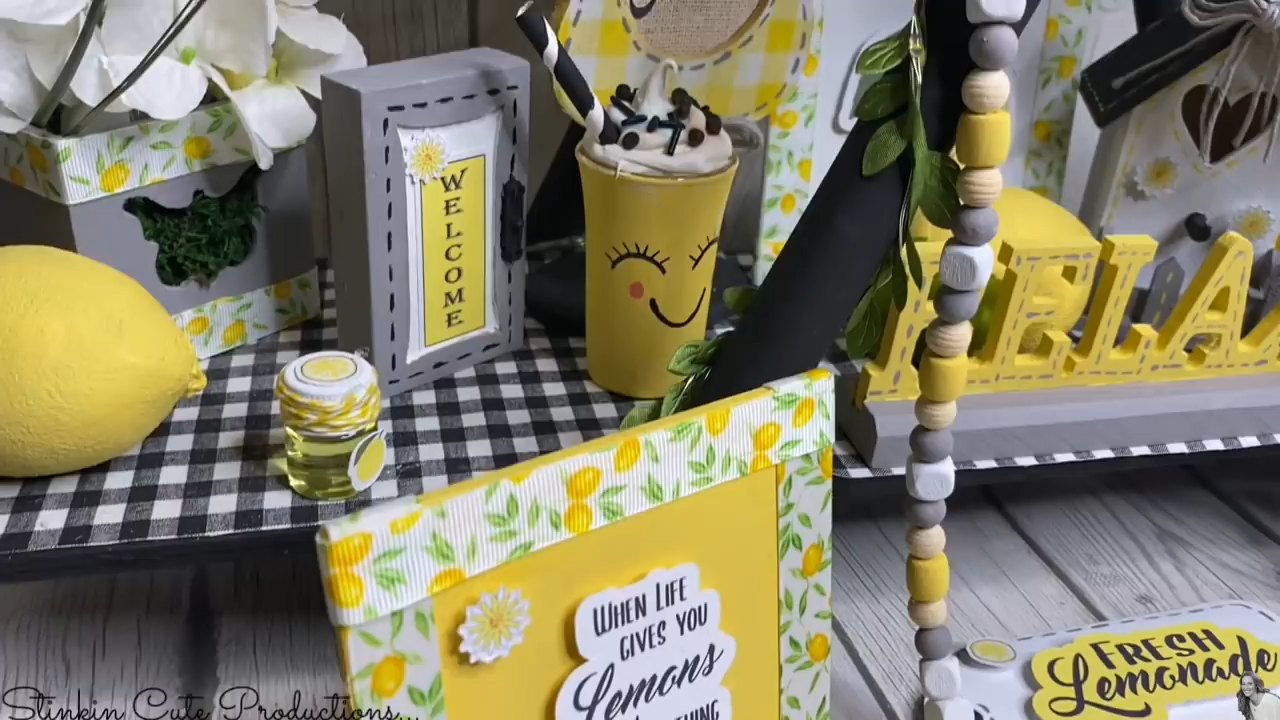 WELCOME
WHEN LIFE
GIVES YOU
Lemons
FRESH
Lemonade
Stinkin Cute Productions...